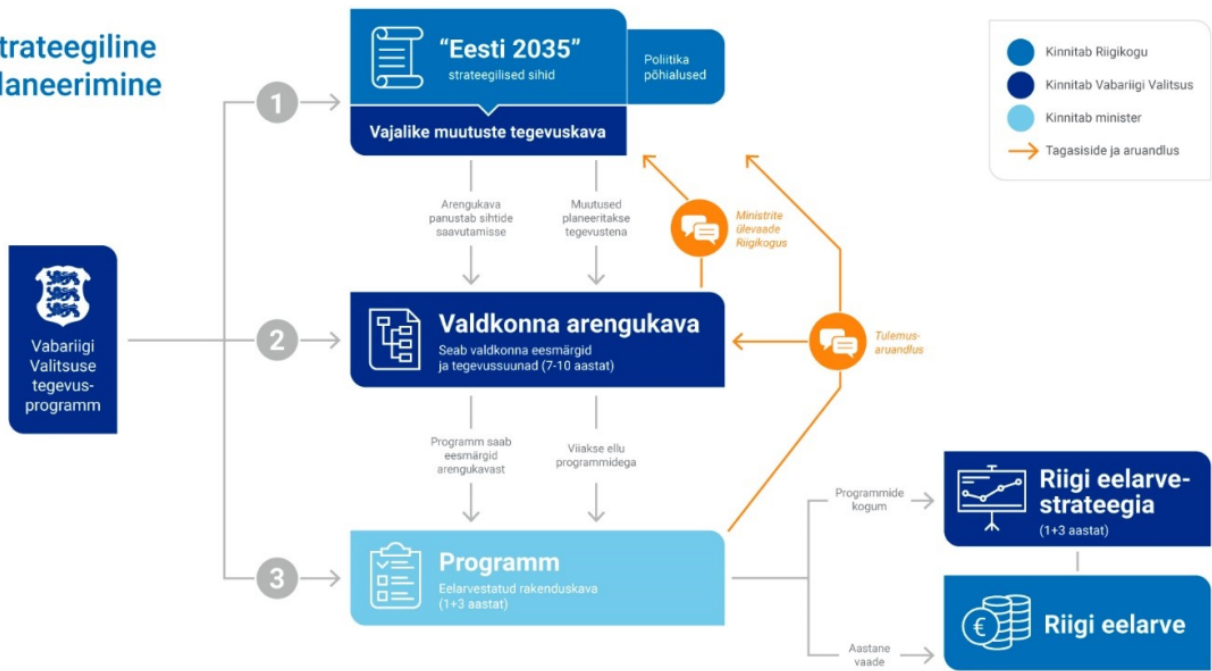 trateegiline
laneerimine
1
"Eesti 2035"
strateegilised sihid
Poliitika
põhialused
Vajalike muutuste tegevuskava
Kinnitab Riigikogu
Kinnitab Vabariigi Valitsus
Kinnitab minister
Tagasiside ja aruandlus
Arengukava
panustab sihtide
saavutamisse
Muutused
planeeritakse
tegevustena
Ministrite
ülevaade
Riigikogus
Vabariigi
Valitsuse
tegevus-
programm
2
Valdkonna arengukava
Seab valdkonna eesmärgid
ja tegevussuunad (7-10 aastat)
Tulemus-
aruandlus
Programm saab
eesmärgid
arengukavast
Viiakse ellu
programmidega
3
Programm
Eelarvestatud rakenduskava
(1+3 aastat)
Programmide
kogum
Riigi eelarve-
strateegia
(1+3 aastat)
Aastane
vaade
€
Riigi eelarve